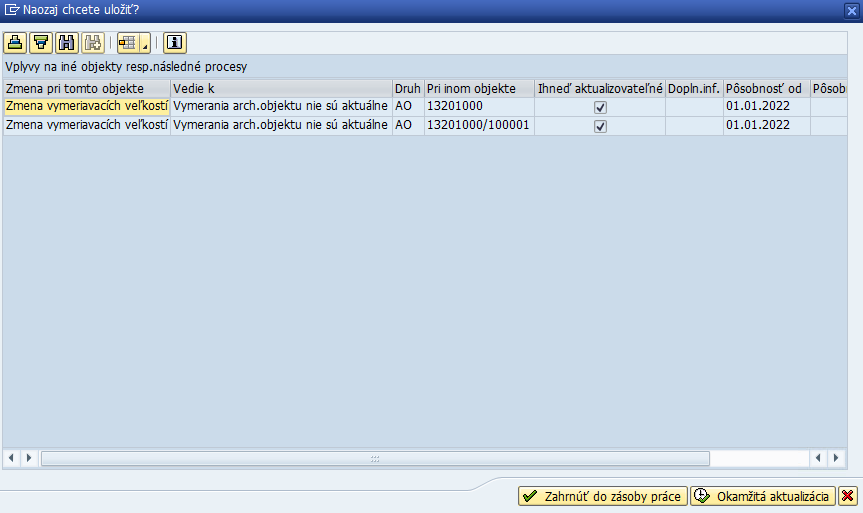 Naozaj chcete uložiť?
Vplyvy na iné objekty resp.následné procesy
Zmena pri tomto objekte Vedie k Druh Pri inom objekte Ihneď aktualizovateľné Dopln.inf. Pôsobnosť od Pôsobn
Zmena vymeriavacích veľkostí Vymerania arch.objektu nie sú aktuálne AO 13201000 01.01.2022
Zmena vymeriavacích veľkostí Vymerania arch.objektu nie sú aktuálne AO 13201000/100001 01.01.2022
Zahrnúť do zásoby práce Okamžitá aktualizácia